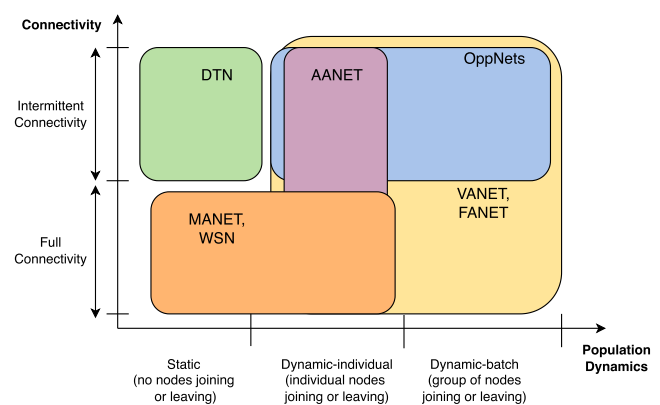 Connectivity
OppNets
DTN
AANET
Intermittent
Connectivity
VANET,
FANET
MANET,
WSN
Full
Connectivity
Population
Dynamics
Static
(no nodes joining
or leaving)
Dynamic-individual
(individual nodes
joining or leaving)
Dynamic-batch
(group of nodes
joining or leaving)